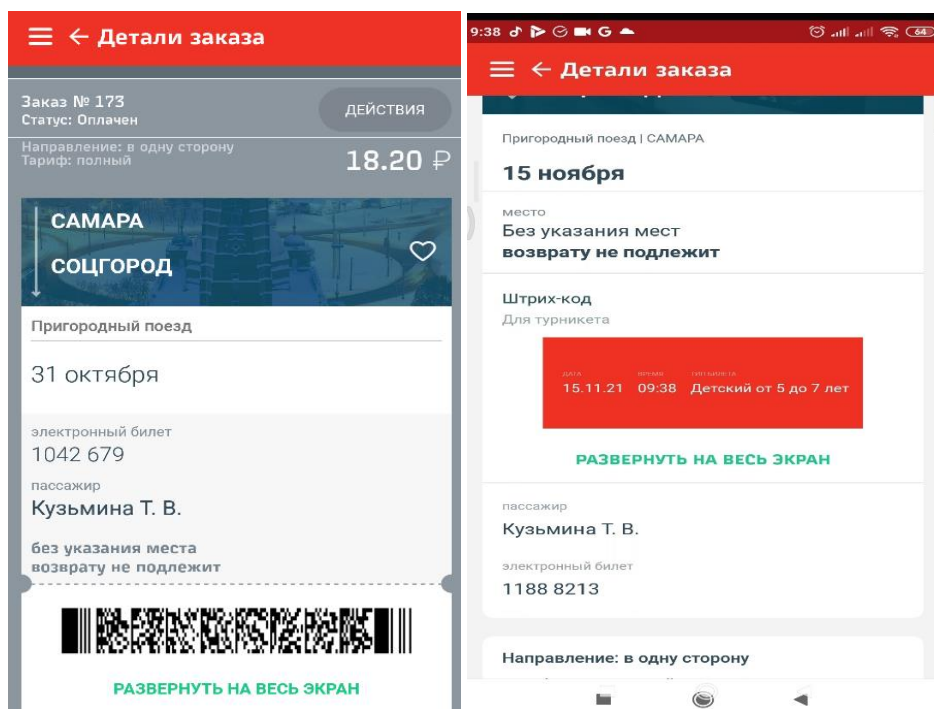 Детали заказа
Заказ № 173
Статус: Оплачен
ДЕЙСТВИЯ
Направление: в одну сторону
Тариф: полный
18.20 ₽
САМАРА
СОЦГОРОД
Пригородный поезд
31 октября
электронный билет
1042 679
пассажир
Кузьмина Т. В.
без указания места
возврату не подлежит
РАЗВЕРНУТЬ НА ВЕСЬ ЭКРАН
9:38
64
Детали заказа
Пригородный поезд | САМАРА
15 ноября
место
Без указания мест
возврату не подлежит
Штрих-код
Для турникета
ДАТА ВРЕМЯ ТИП БИЛЕТА
15.11.21 09:38 Детский от 5 до 7 лет
РАЗВЕРНУТЬ НА ВЕСЬ ЭКРАН
пассажир
Кузьмина Т. В.
электронный билет
1188 8213
Направление: в одну сторону